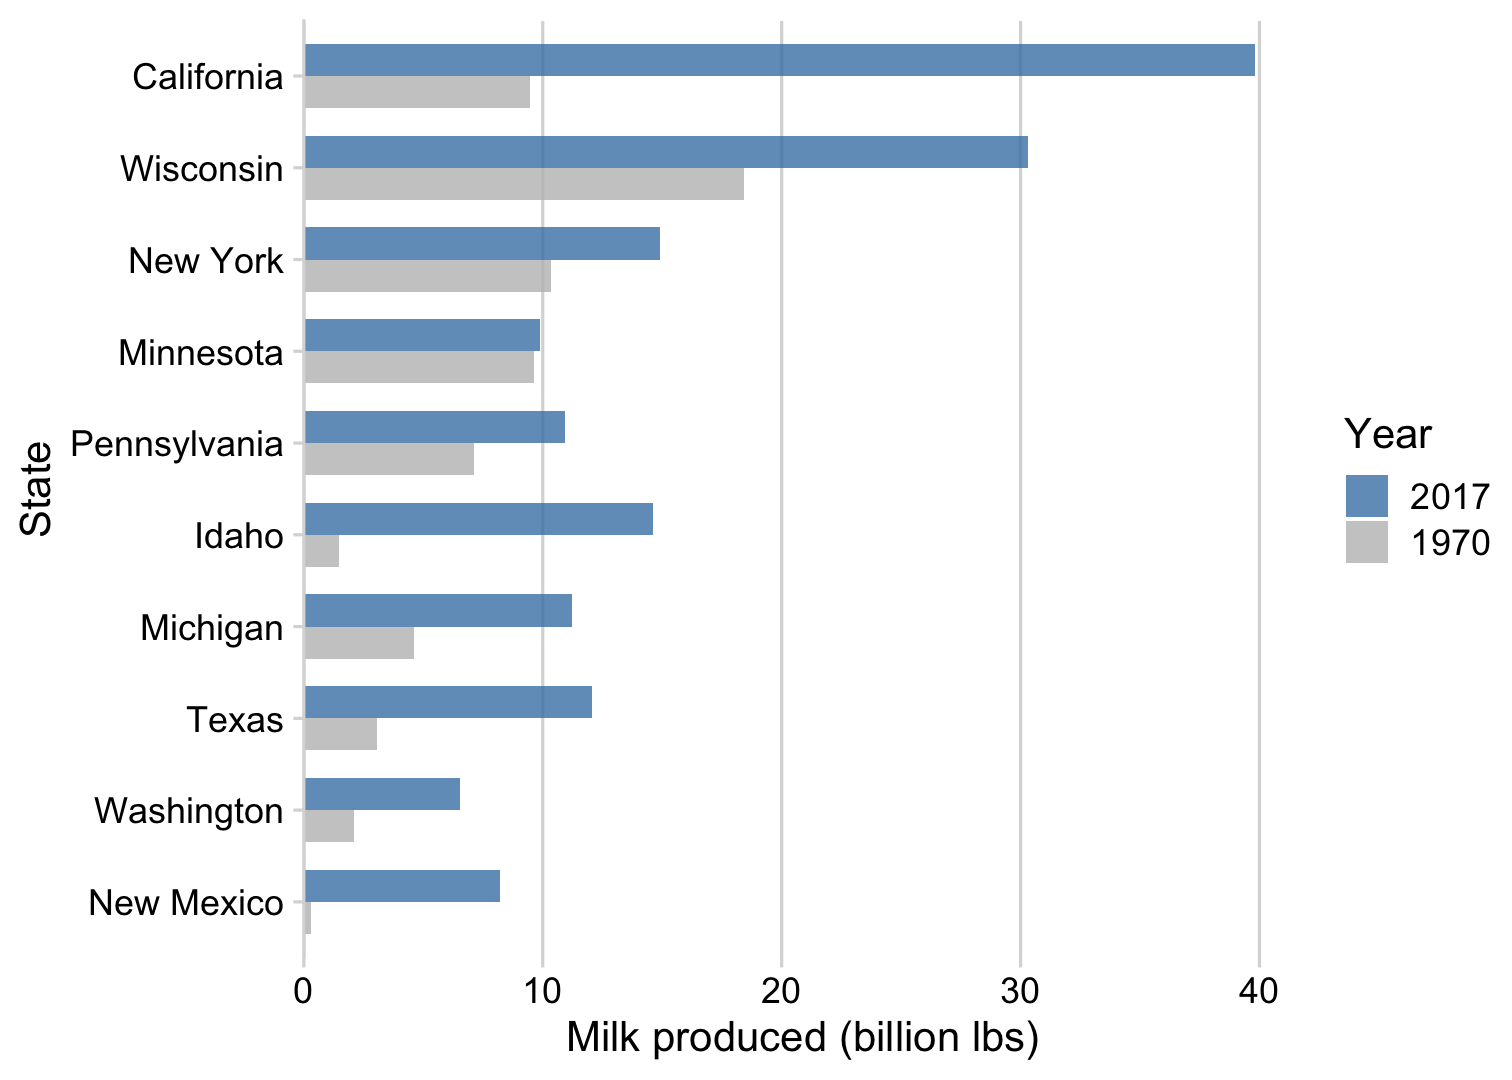 California
Wisconsin
New York
Minnesota
Pennsylvania
Idaho
Michigan
Texas
Washington
New Mexico
State
0 10 20 30 40
Milk produced (billion lbs)
Year
2017
1970